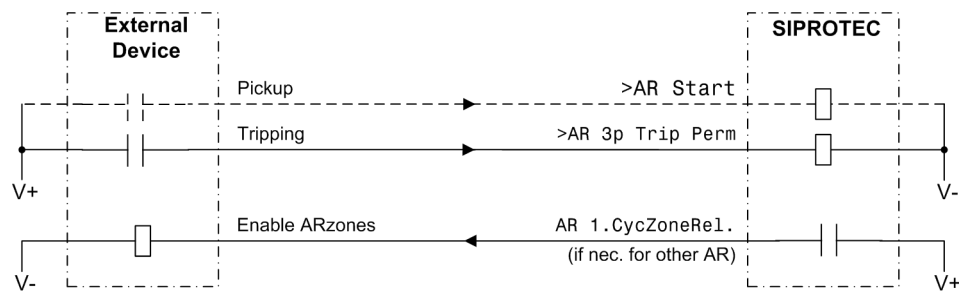 External
Device
SIPROTEC
Pickup
>AR Start
Tripping
>AR 3p Trip Perm
V+
V-
Enable ARzones
AR 1.CycZoneRel.
(if nec. for other AR)
V-
V+